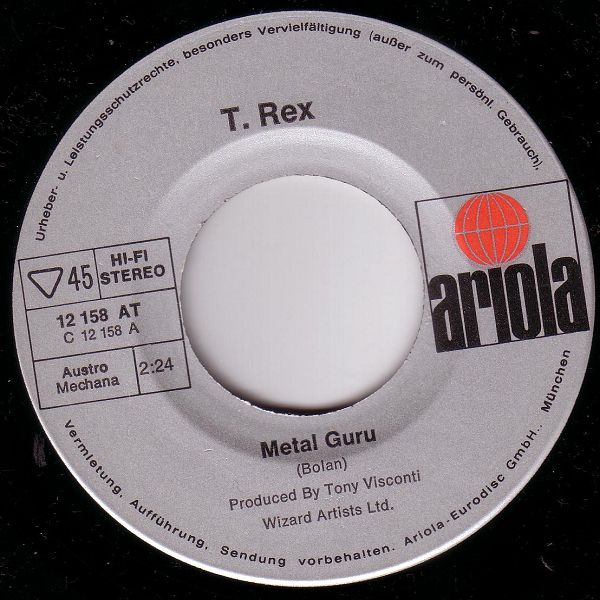 Urheber- u. Leistungsschutzrechte, besonders Vervielfältigung (außer zum persönl. Gebrauch),
T. Rex
ariola
45
HI-FI
STEREO
12 158 AT
C 12 158 A
Austro
Mechana
2:24
Metal Guru
(Bolan)
Produced By Tony Visconti
Wizard Artists Ltd.
Vermietung, Aufführung, Sendung vorbehalten. Ariola-Eurodisc GmbH., München